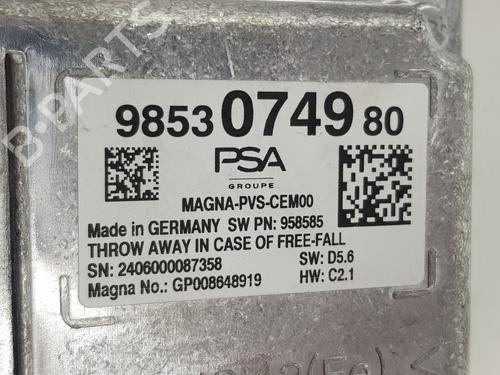 98530 0749 80
PSA
GROUPE
MAGNA-PVS-CEM00
Made in GERMANY SW PN: 958585
THROW AWAY IN CASE OF FREE-FALL
SN: 2406000087358 SW: D5.6
Magna No.: GP008648919 HW: C2.1
B-PARTS